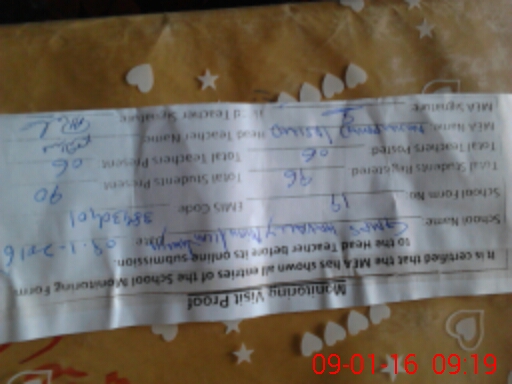 Monitoring Visit Proof
It is certified that the MEA has shown all entries of the School Monitoring Form
to the Head Teacher before its online submission.
School Name Date 09-1-2016
School Form No. 19 EMIS Code
Total Students Registered 96 Total Students Present 90
Total Teachers Posted 06 Total Teachers Present 06
MEA Name Head Teacher Name
MEA Signature Head Teacher Signature
09-01-16 09:19